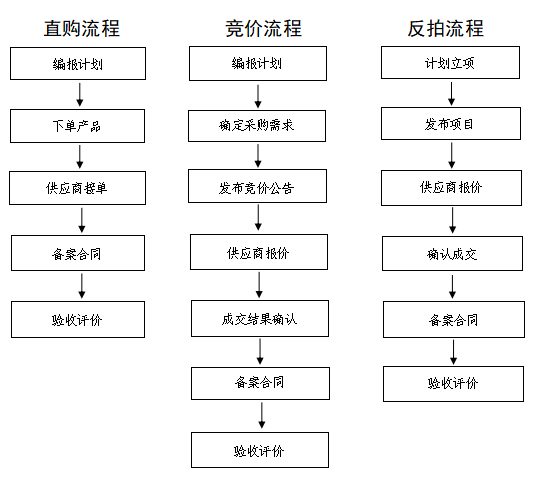 直购流程
编报计划
下单产品
供应商接单
备案合同
验收评价
竞价流程
编报计划
确定采购需求
发布竞价公告
供应商报价
成交结果确认
备案合同
验收评价
反拍流程
计划立项
发布项目
供应商报价
确认成交
备案合同
验收评价